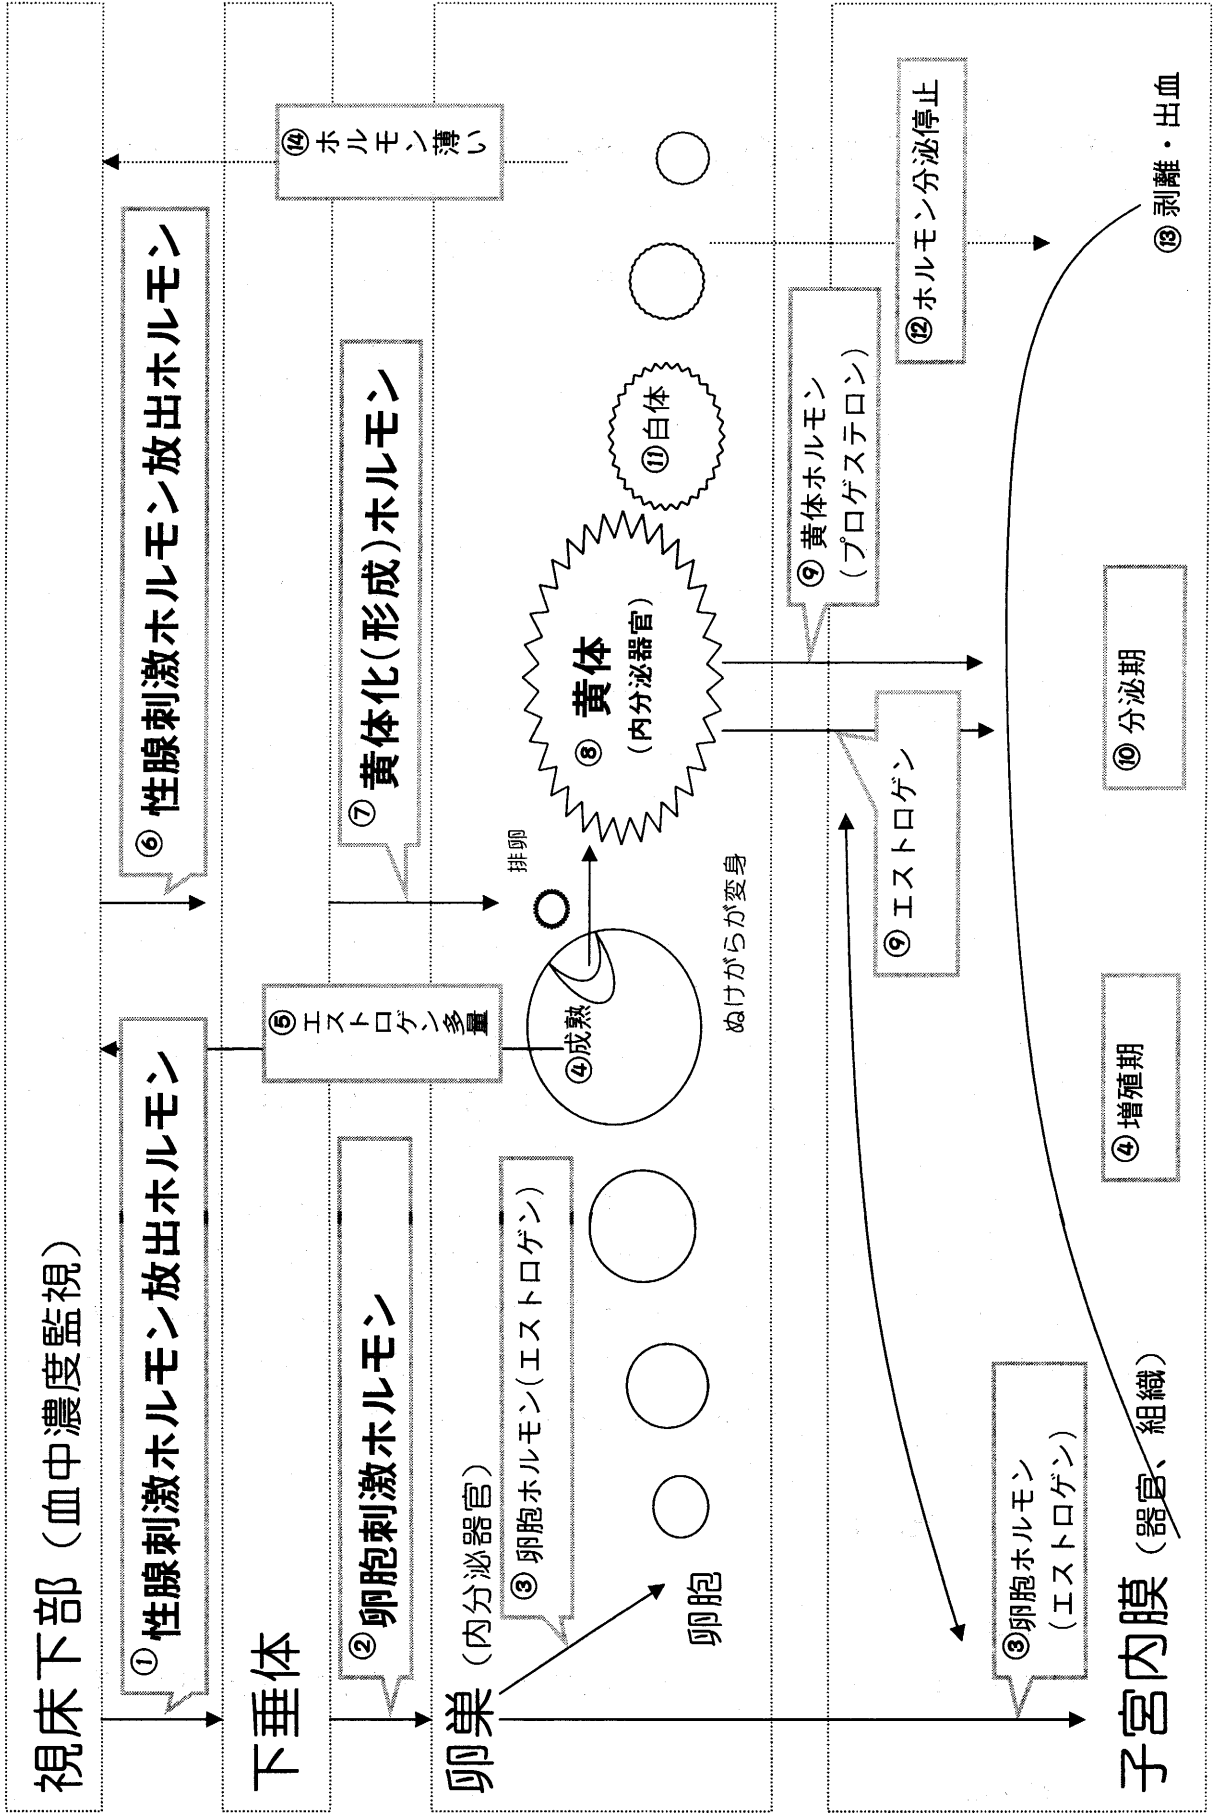 視床下部（血中濃度監視）
①性腺刺激ホルモン放出ホルモン
⑥性腺刺激ホルモン放出ホルモン
下垂体
②卵胞刺激ホルモン
⑤エストロゲン多量
⑦黄体化(形成)ホルモン
⑭ホルモン薄い
卵巣（内分泌器官）
③卵胞ホルモン(エストロゲン)
卵胞
④成熟
排卵
ぬけがらが変身
⑧黄体
（内分泌器官）
⑪白体
⑨エストロゲン
⑨黄体ホルモン
（プロゲステロン）
⑫ホルモン分泌停止
③卵胞ホルモン
（エストロゲン）
子宮内膜（器官、組織）
④増殖期
⑩分泌期
⑬剥離・出血